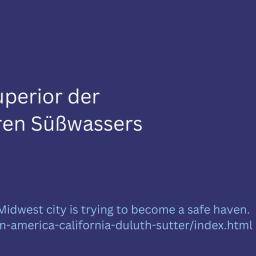 uperior der
ren Süßwassers
Midwest city is trying to become a safe haven.
n-america-california-duluth-sutter/index.html